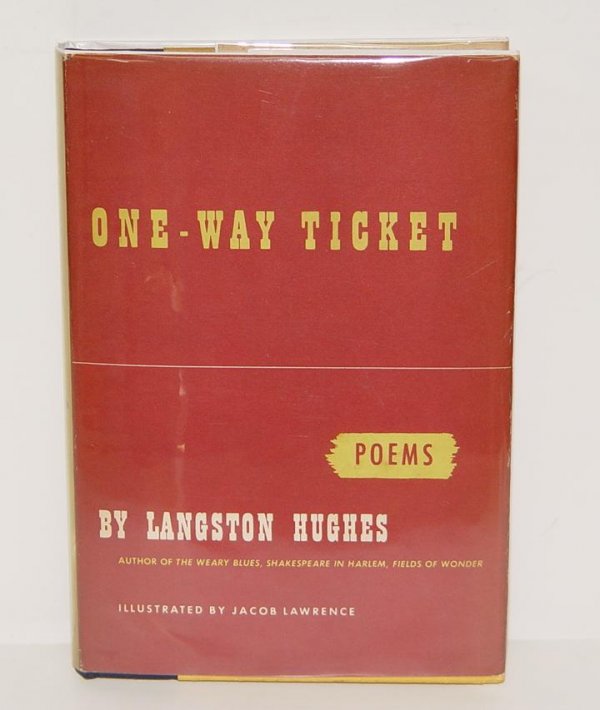 ONE-WAY TICKET
POEMS
BY LANGSTON HUGHES
AUTHOR OF THE WEARY BLUES, SHAKESPEARE IN HARLEM, FIELDS OF WONDER
ILLUSTRATED BY JACOB LAWRENCE